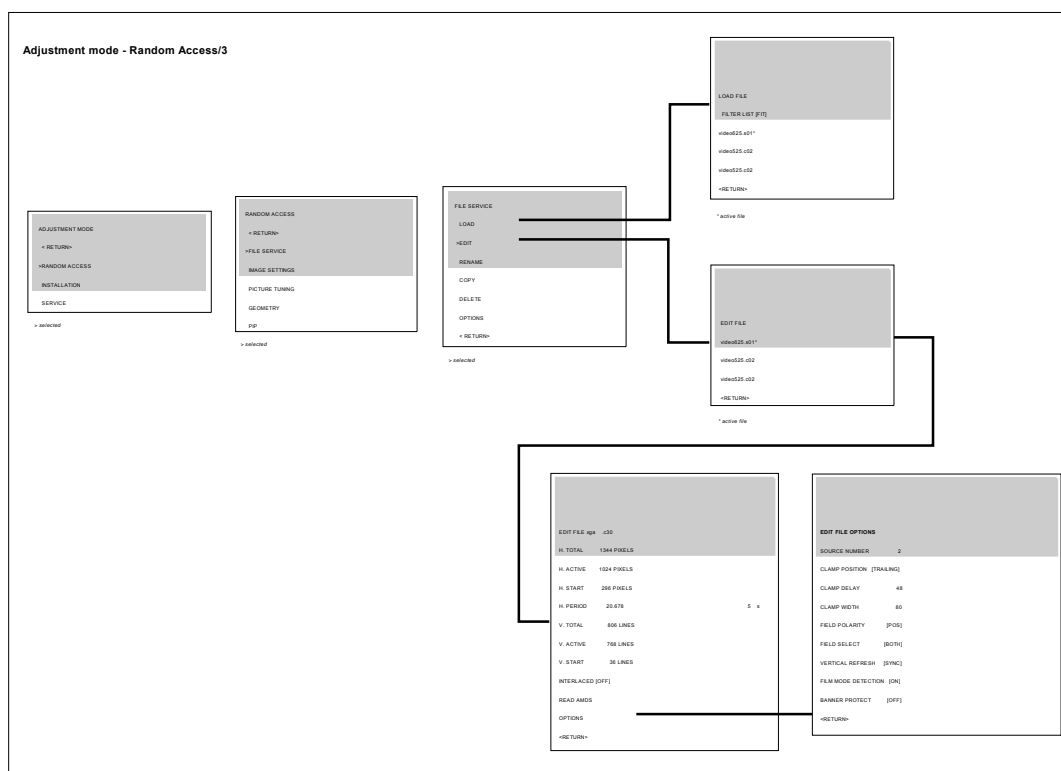 Adjustment mode - Random Access/3
ADJUSTMENT MODE
< RETURN>
>RANDOM ACCESS
INSTALLATION
SERVICE
> selected
RANDOM ACCESS
< RETURN>
>FILE SERVICE
IMAGE SETTINGS
PICTURE TUNING
GEOMETRY
PIP
> selected
FILE SERVICE
LOAD
>EDIT
RENAME
COPY
DELETE
OPTIONS
< RETURN>
> selected
LOAD FILE
FILTER LIST [FIT]
video625.s01*
video525.c02
video525.c02
<RETURN>
* active file
EDIT FILE
video625.s01*
video525.c02
video525.c02
<RETURN>
* active file
EDIT FILE xga .c30
H. TOTAL 1344 PIXELS
H. ACTIVE 1024 PIXELS
H. START 296 PIXELS
H. PERIOD 20.678 5 s
V. TOTAL 806 LINES
V. ACTIVE 768 LINES
V. START 36 LINES
INTERLACED [OFF]
READ AMDS
OPTIONS
<RETURN>
EDIT FILE OPTIONS
SOURCE NUMBER 2
CLAMP POSITION [TRAILING]
CLAMP DELAY 48
CLAMP WIDTH 80
FIELD POLARITY [POS]
FIELD SELECT [BOTH]
VERTICAL REFRESH [SYNC]
FILM MODE DETECTION [ON]
BANNER PROTECT [OFF]
<RETURN>